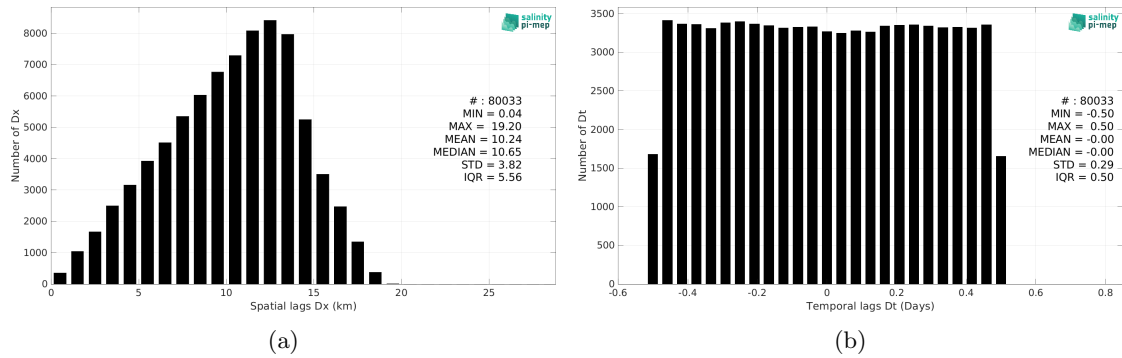 salinity
pi-mep
8000
7000
6000
5000
4000
3000
2000
1000
0
Number of Dx
# : 80033
MIN = 0.04
MAX = 19.20
MEAN = 10.24
MEDIAN = 10.65
STD = 3.82
IQR = 5.56
0 5 10 15 20 25
Spatial lags Dx (km)
(a)
salinity
pi-mep
3500
3000
2500
2000
1500
1000
500
0
Number of Dt
# : 80033
MIN = -0.50
MAX = 0.50
MEAN = -0.00
MEDIAN = -0.00
STD = 0.29
IQR = 0.50
-0.6 -0.4 -0.2 0 0.2 0.4 0.6 0.8
Temporal lags Dt (Days)
(b)